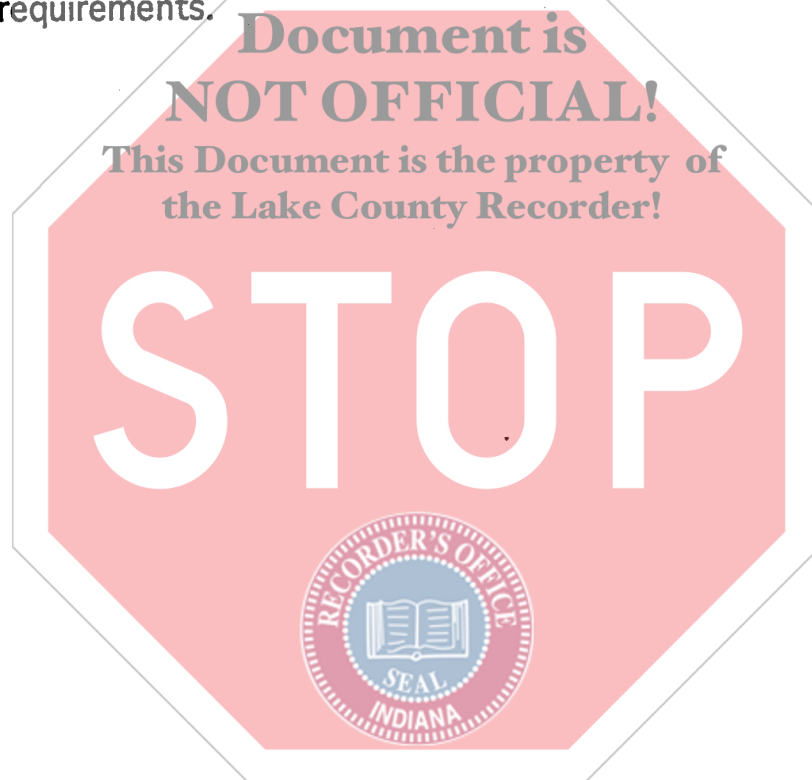 requirements.
Document is
NOT OFFICIAL!
This Document is the property of
the Lake County Recorder!
STOP
RECORDER'S OFFICE
SEAL
INDIANA